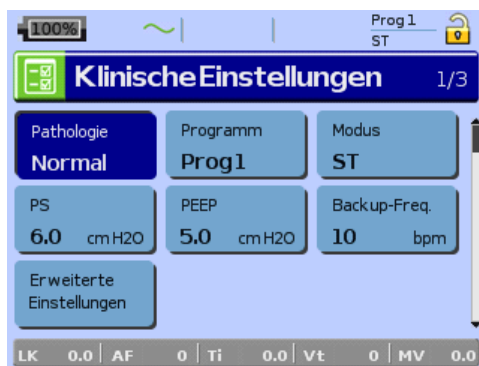 100%
Prog 1
ST
Klinische Einstellungen 1/3
Pathologie
Normal
Programm
Prog1
Modus
ST
PS
6.0 cmH2O
PEEP
5.0 cmH2O
Backup-Freq.
10 bpm
Erweiterte
Einstellungen
LK 0.0 AF 0 Ti 0.0 Vt 0 MV 0.0